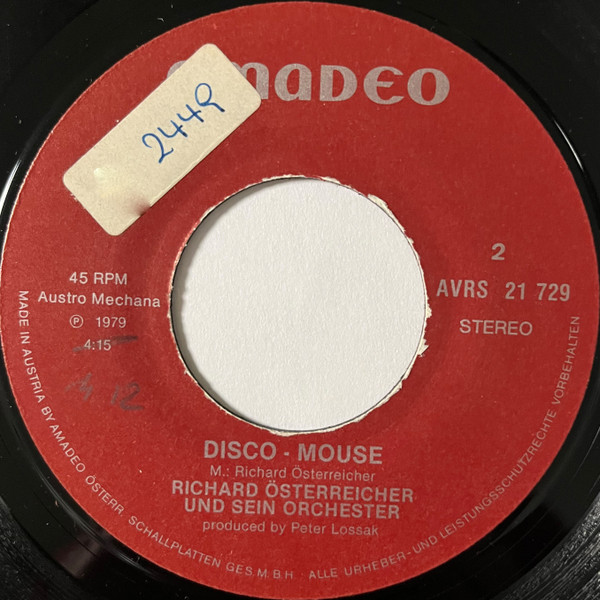 AMADEO
2449
2
45 RPM
AVRS 21 729
Austro Mechana
℗ 1979
STEREO
4:15
DISCO - MOUSE
M.: Richard Österreicher
RICHARD ÖSTERREICHER
UND SEIN ORCHESTER
produced by Peter Lossak
MADE IN AUSTRIA BY AMADEO ÖSTERR. SCHALLPLATTEN GES.M.B.H. - ALLE URHEBER- UND LEISTUNGSSCHUTZRECHTE VORBEHALTEN